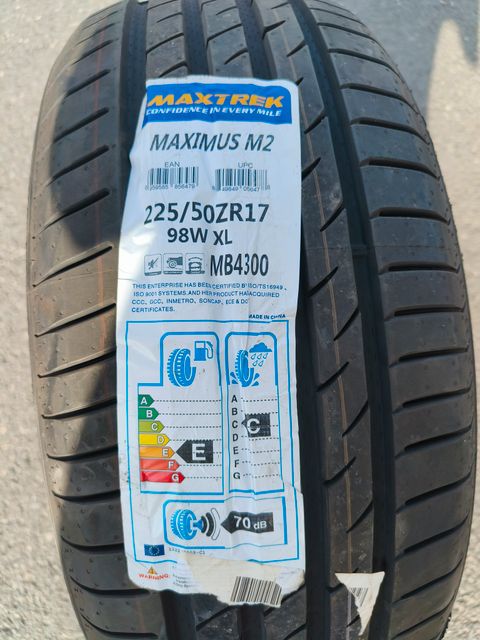 MAXTREK
CONFIDENCE IN EVERY MILE
MAXIMUS M2
EAN
UPC
225/50ZR17
98W XL
MB4300
THIS ENTERPRISE HAS BEEN CERTIFIED BY ISO/TS16949 ,
ISO 9001 SYSTEMS.AND HER PRODUCT HAS ACQUIRED
CCC, GCC, INMETRO, SONCAP, ECE & DOT
CERTIFICATES.
MADE IN CHINA
A
B
C
D
E
F
G
E
A
B
C
D
E
F
G
C
70 dB
WARNING: